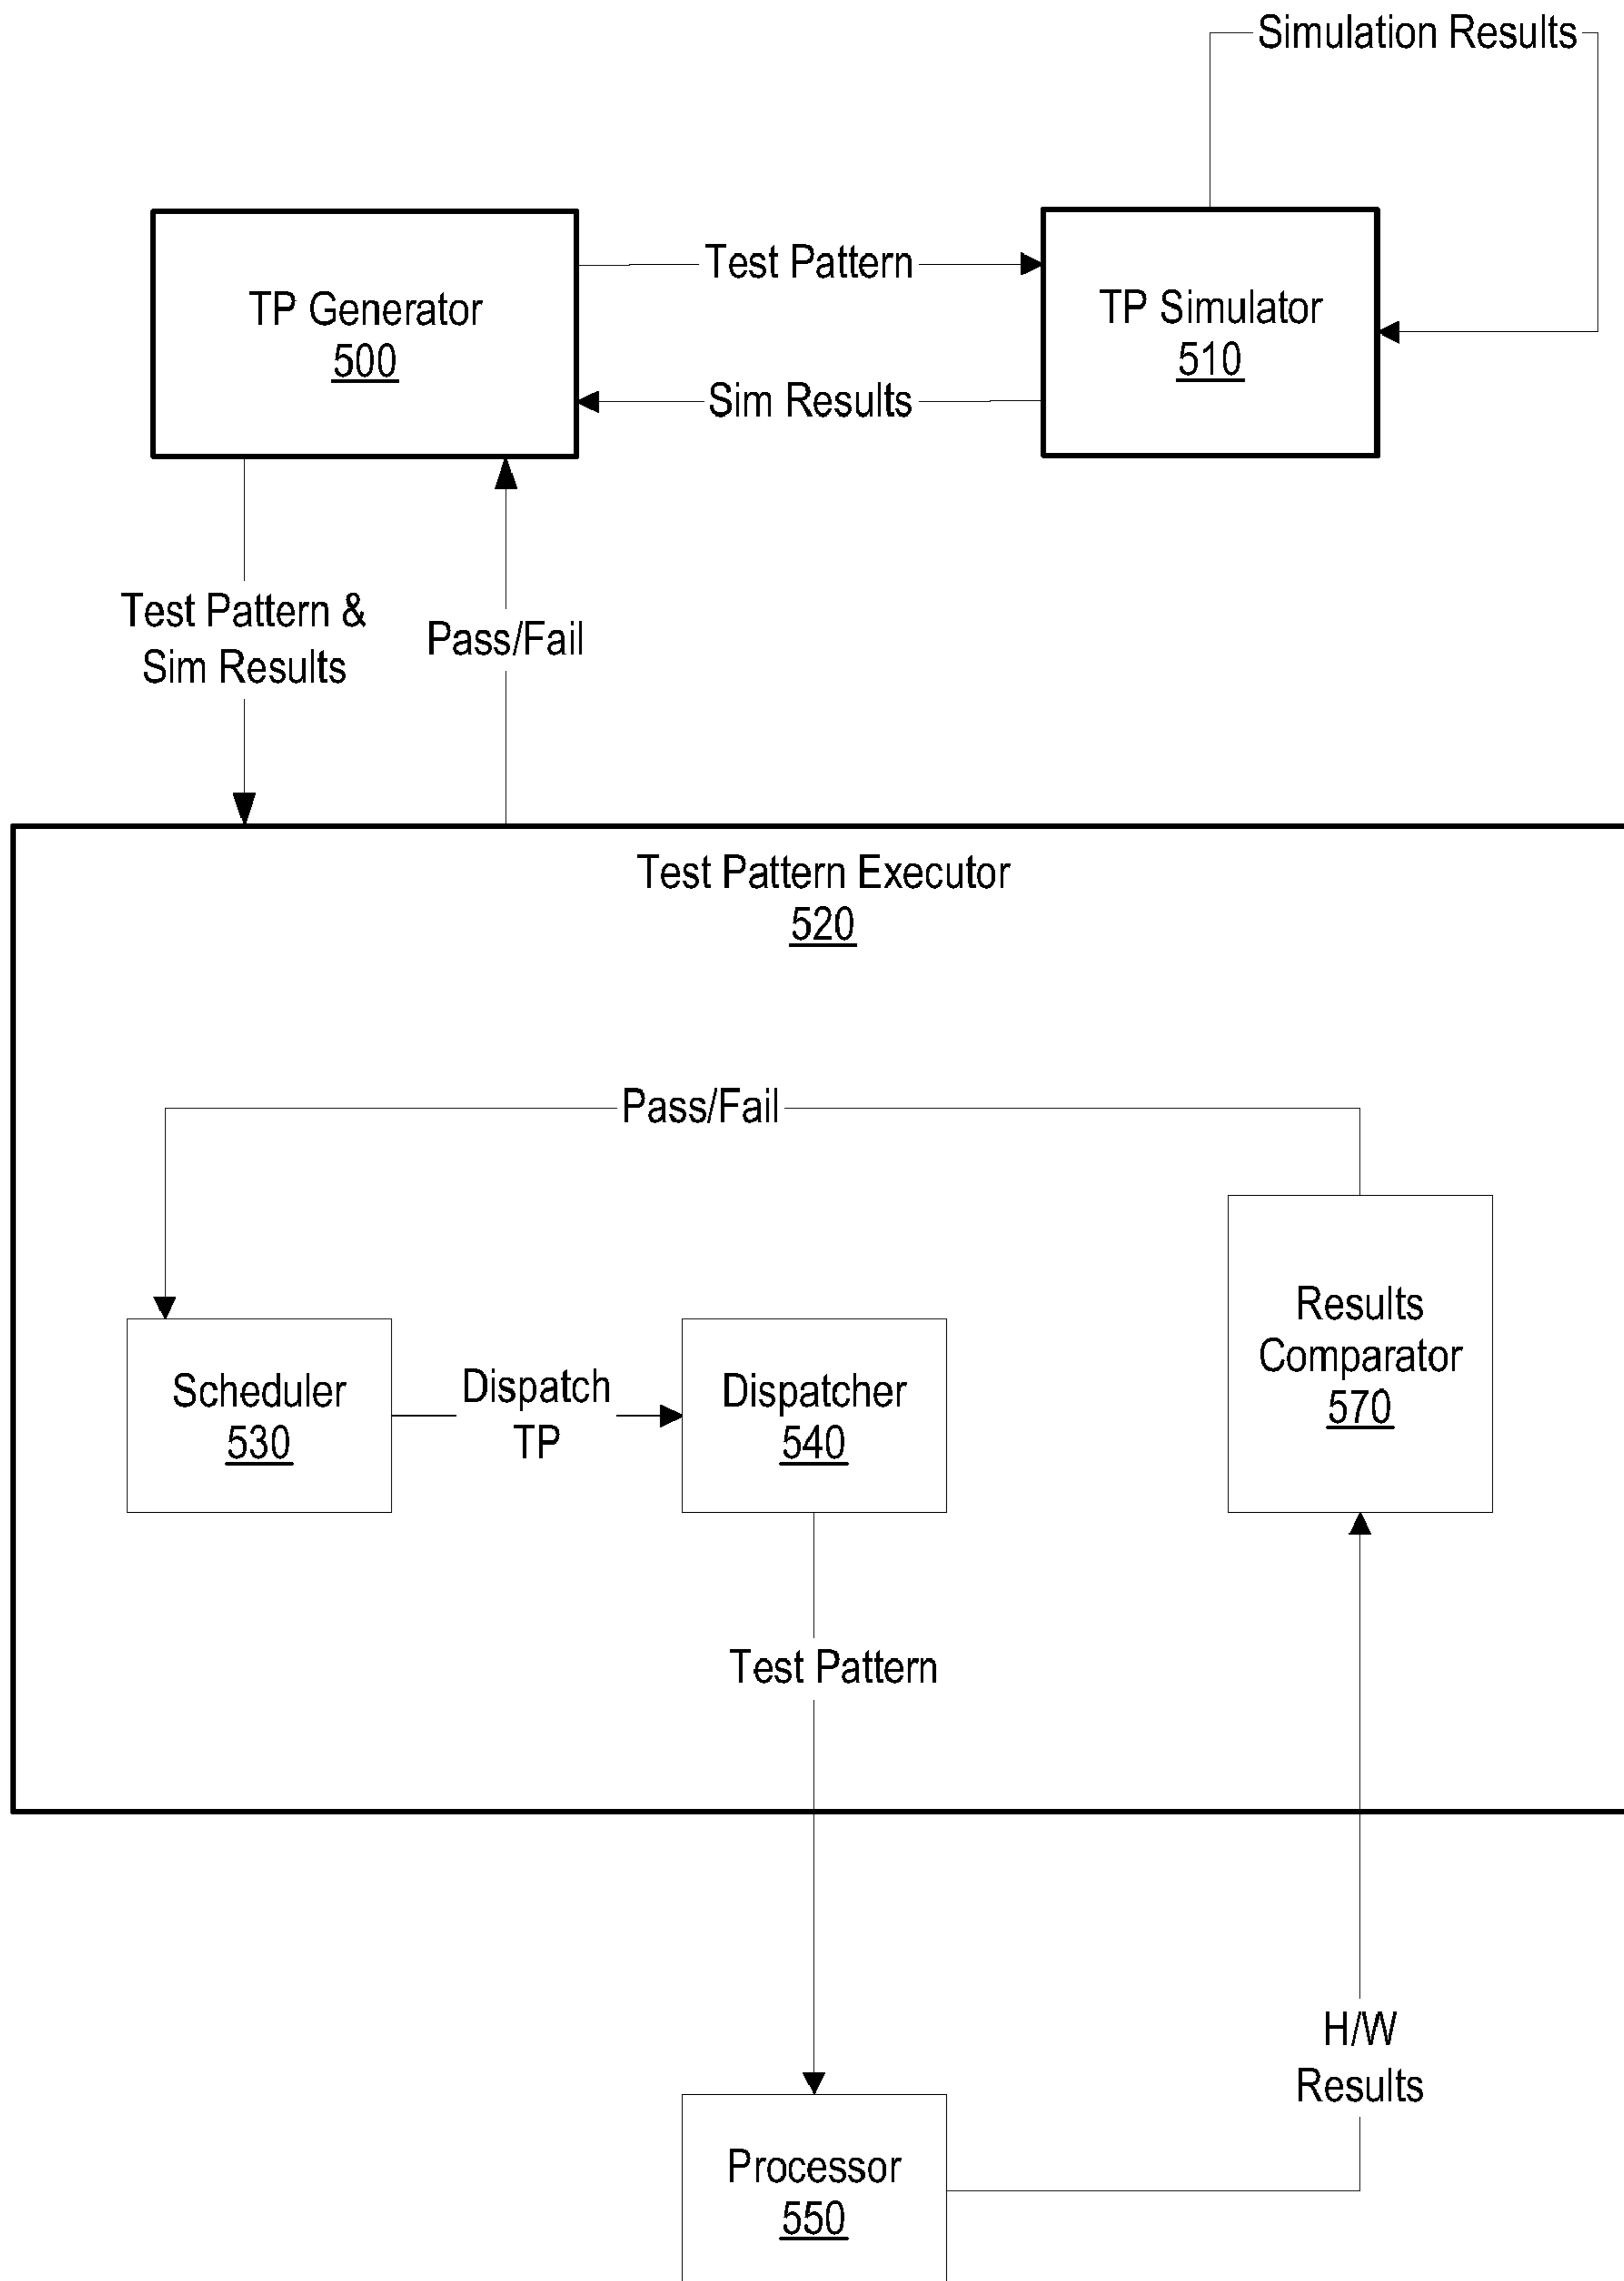 Simulation Results
TP Generator
500
Test Pattern
Sim Results
TP Simulator
510
Test Pattern &
Sim Results
Pass/Fail
Test Pattern Executor
520
Pass/Fail
Scheduler
530
Dispatch
TP
Dispatcher
540
Results
Comparator
570
Test Pattern
H/W
Results
Processor
550